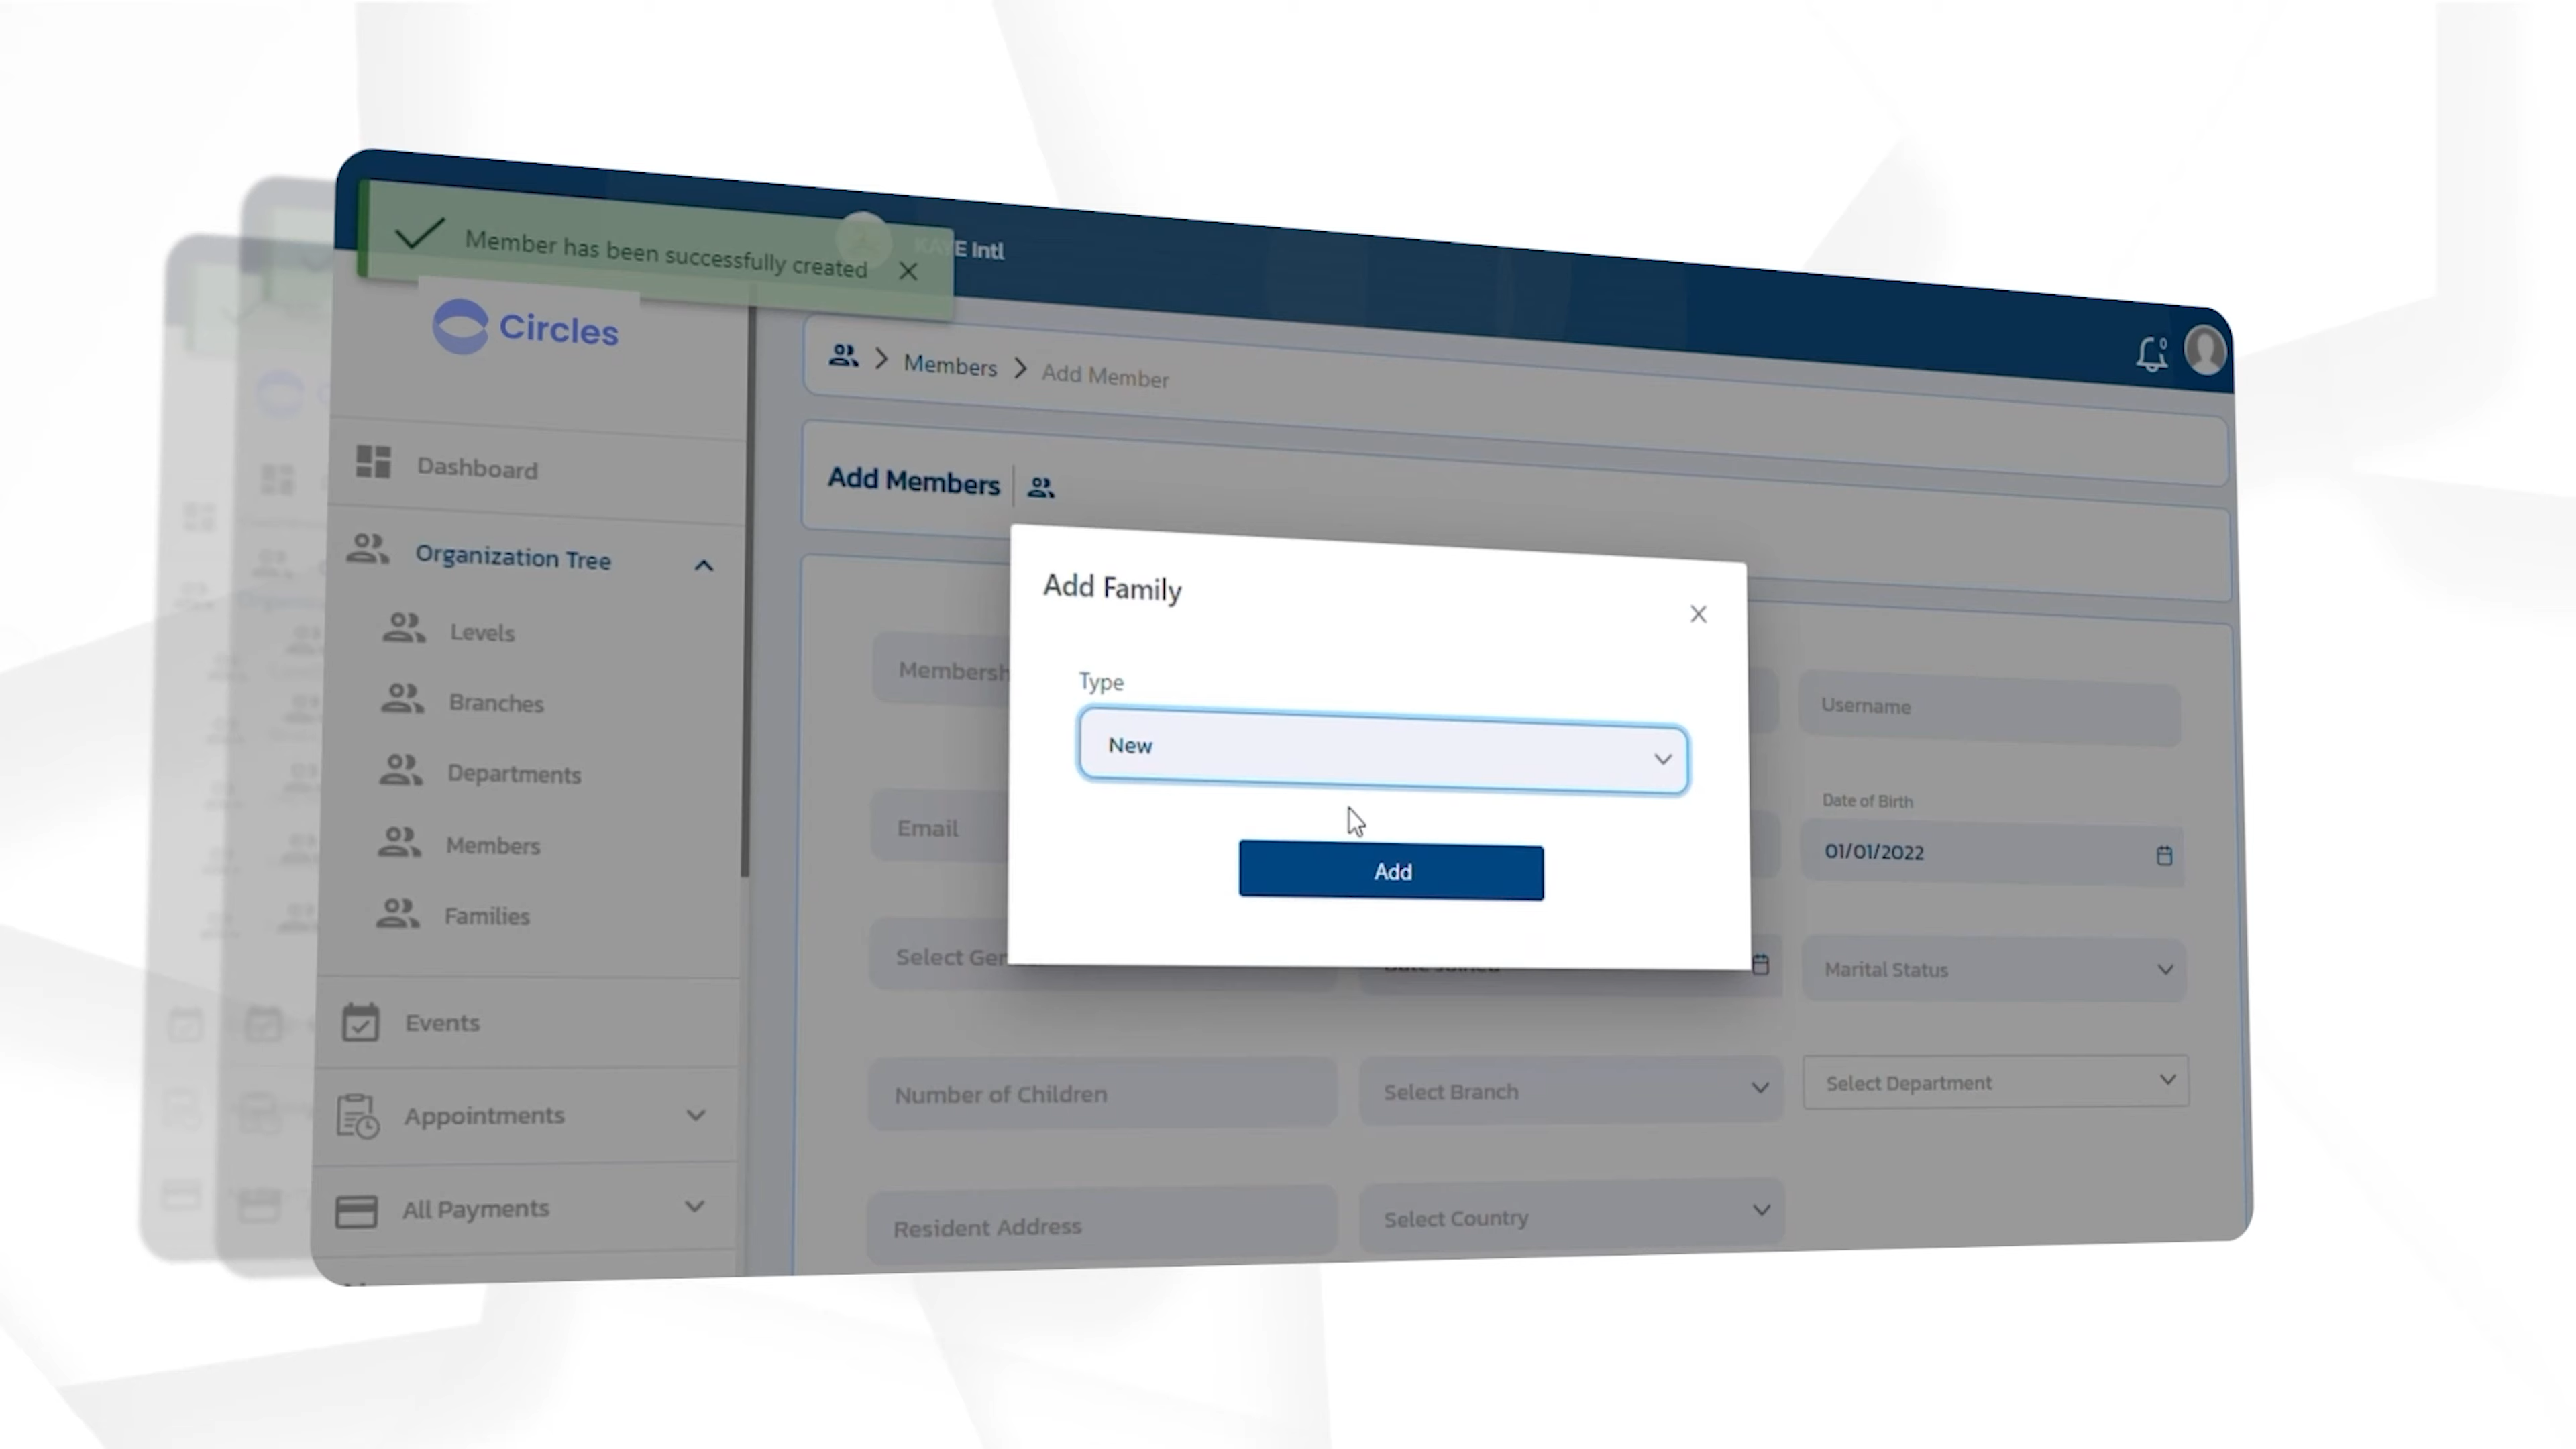 Member has been successfully created
KAYE Intl
Circles
0
Members
Add Member
Dashboard
Add Members
Organization Tree
Levels
Branches
Departments
Members
Families
Events
Appointments
All Payments
Add Family
Type
New
Add
Username
Email
Date of Birth
01/01/2022
Marital Status
Number of Children
Select Branch
Select Department
Resident Address
Select Country